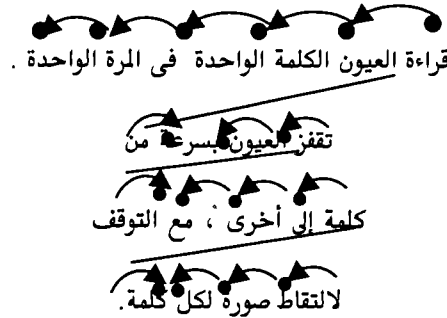 قراءة العيون الكلمة الواحدة فى المرة الواحدة .
تقفز العيون بسرعة من
كلمة إلى أخرى ، مع التوقف
لالتقاط صورة لكل كلمة.